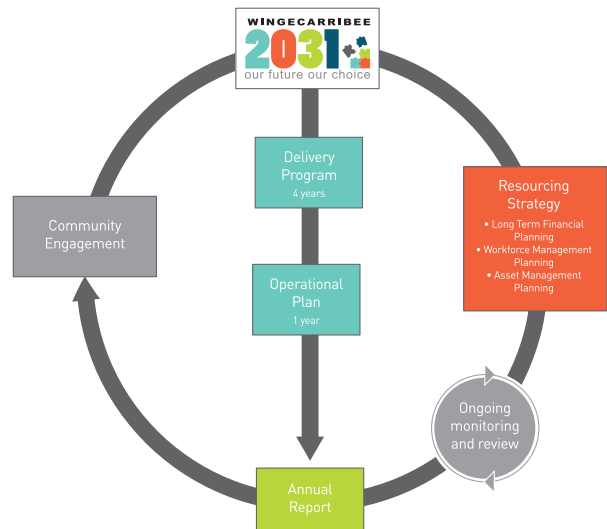 WINGECARRIBEE
2031
our future our choice
Delivery
Program
4 years
Community
Engagement
Resourcing
Strategy
• Long Term Financial
Planning
• Workforce Management
Planning
• Asset Management
Planning
Operational
Plan
1 year
Ongoing
monitoring
and review
Annual
Report